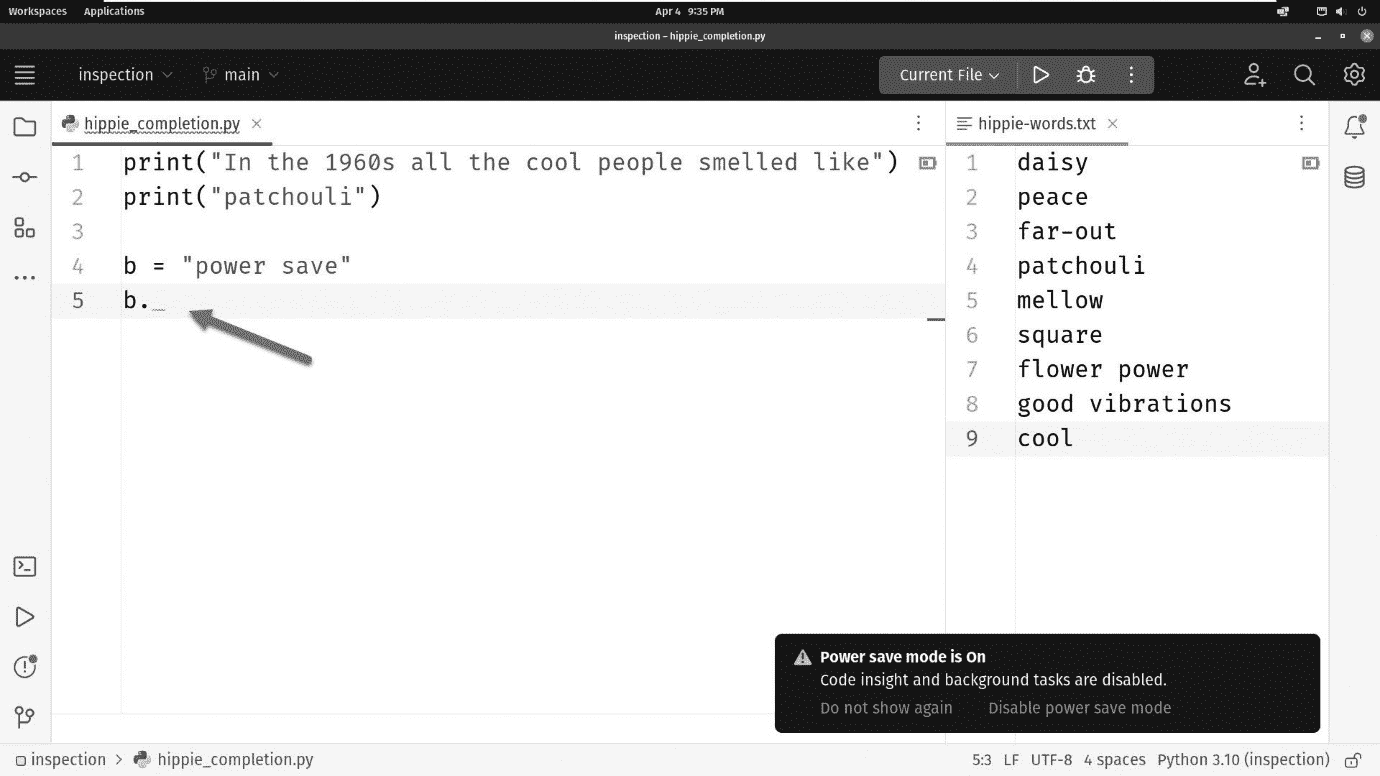 Workspaces Applications Apr 4 9:35 PM
inspection – hippie_completion.py
inspection main Current File
hippie_completion.py
1 print("In the 1960s all the cool people smelled like")
2 print("patchouli")
3
4 b = "power save"
5 b._
hippie-words.txt
1 daisy
2 peace
3 far-out
4 patchouli
5 mellow
6 square
7 flower power
8 good vibrations
9 cool
Power save mode is On
Code insight and background tasks are disabled.
Do not show again Disable power save mode
inspection > hippie_completion.py 5:3 LF UTF-8 4 spaces Python 3.10 (inspection)